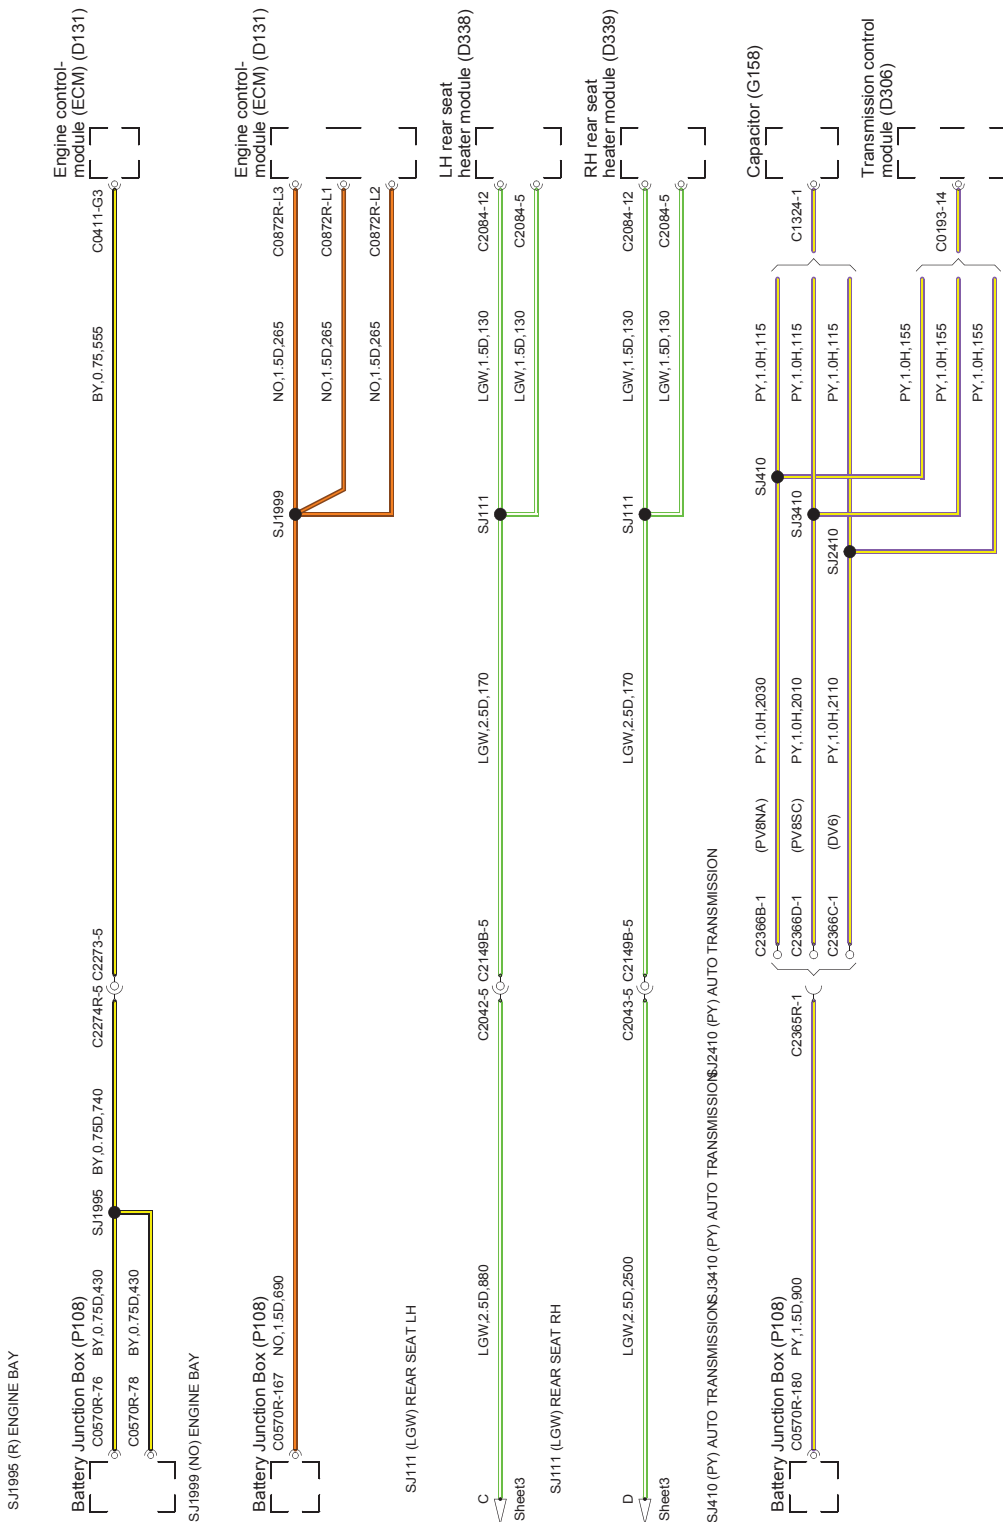 SJ1995 (R) ENGINE BAY
Battery Junction Box (P108)
C0570R-76
BY,0.75D,430
C0570R-78
BY,0.75D,430
SJ1995
BY,0.75D,740
C2274R-5
C2273-5
BY,0.75,555
C0411-G3
Engine control-
module (ECM) (D131)
SJ1999 (NO) ENGINE BAY
Battery Junction Box (P108)
C0570R-167
NO,1.5D,690
SJ1999
NO,1.5D,265
C0872R-L3
NO,1.5D,265
C0872R-L1
NO,1.5D,265
C0872R-L2
Engine control-
module (ECM) (D131)
SJ111 (LGW) REAR SEAT LH
C
Sheet3
LGW,2.5D,880
C2042-5
C2149B-5
LGW,2.5D,170
SJ111
LGW,1.5D,130
C2084-12
LGW,1.5D,130
C2084-5
LH rear seat
heater module (D338)
SJ111 (LGW) REAR SEAT RH
D
Sheet3
LGW,2.5D,2500
C2043-5
C2149B-5
LGW,2.5D,170
SJ111
LGW,1.5D,130
C2084-12
LGW,1.5D,130
C2084-5
RH rear seat
heater module (D339)
SJ410 (PY) AUTO TRANSMISSION
SJ3410 (PY) AUTO TRANSMISSION
SJ2410 (PY) AUTO TRANSMISSION
Battery Junction Box (P108)
C0570R-180
PY,1.5D,900
C2365R-1
C2366B-1
(PV8NA)
PY,1.0H,2030
SJ410
PY,1.0H,115
C2366D-1
(PV8SC)
PY,1.0H,2010
SJ3410
PY,1.0H,115
C2366C-1
(DV6)
PY,1.0H,2110
SJ2410
PY,1.0H,115
C1324-1
Capacitor (G158)
PY,1.0H,155
PY,1.0H,155
PY,1.0H,155
C0193-14
Transmission control
module (D306)